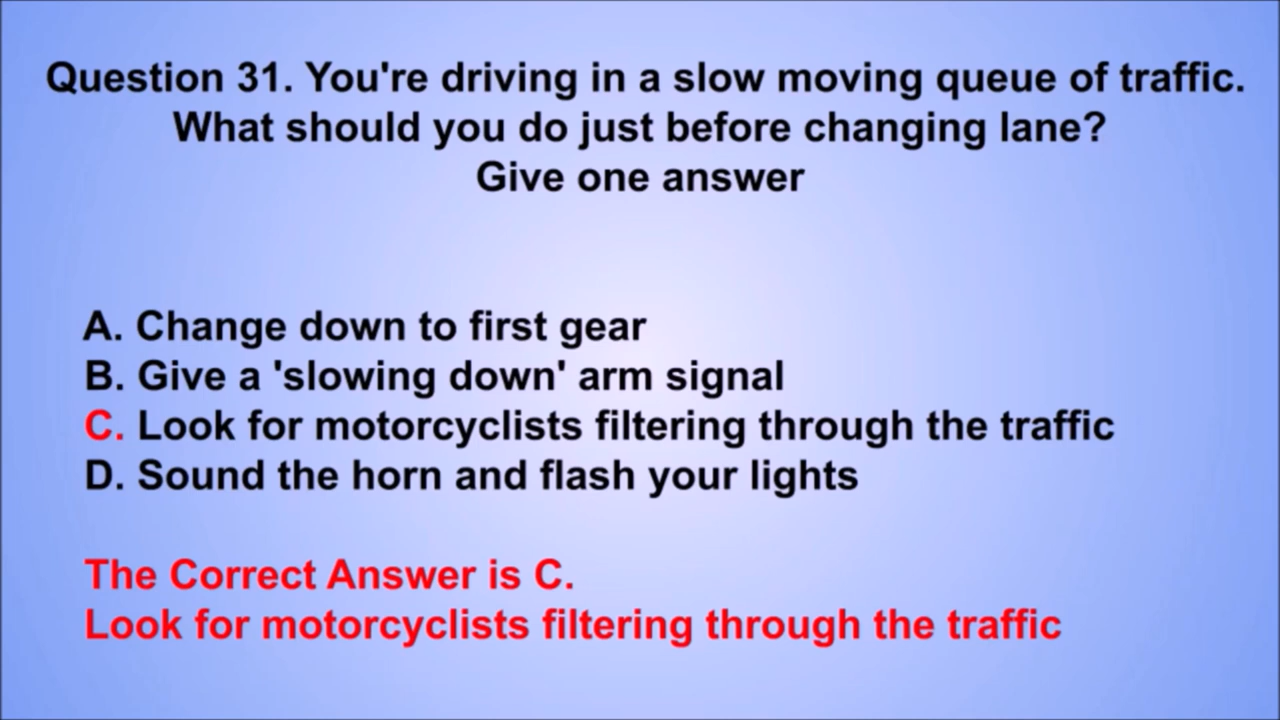 Question 31. You're driving in a slow moving queue of traffic.
What should you do just before changing lane?
Give one answer
A. Change down to first gear
B. Give a 'slowing down' arm signal
C. Look for motorcyclists filtering through the traffic
D. Sound the horn and flash your lights
The Correct Answer is C.
Look for motorcyclists filtering through the traffic